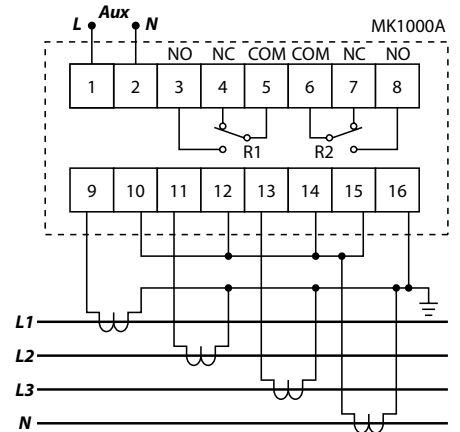 L Aux N
MK1000A
NO NC COM COM NC NO
1 2 3 4 5 6 7 8
R1 R2
9 10 11 12 13 14 15 16
L1
L2
L3
N